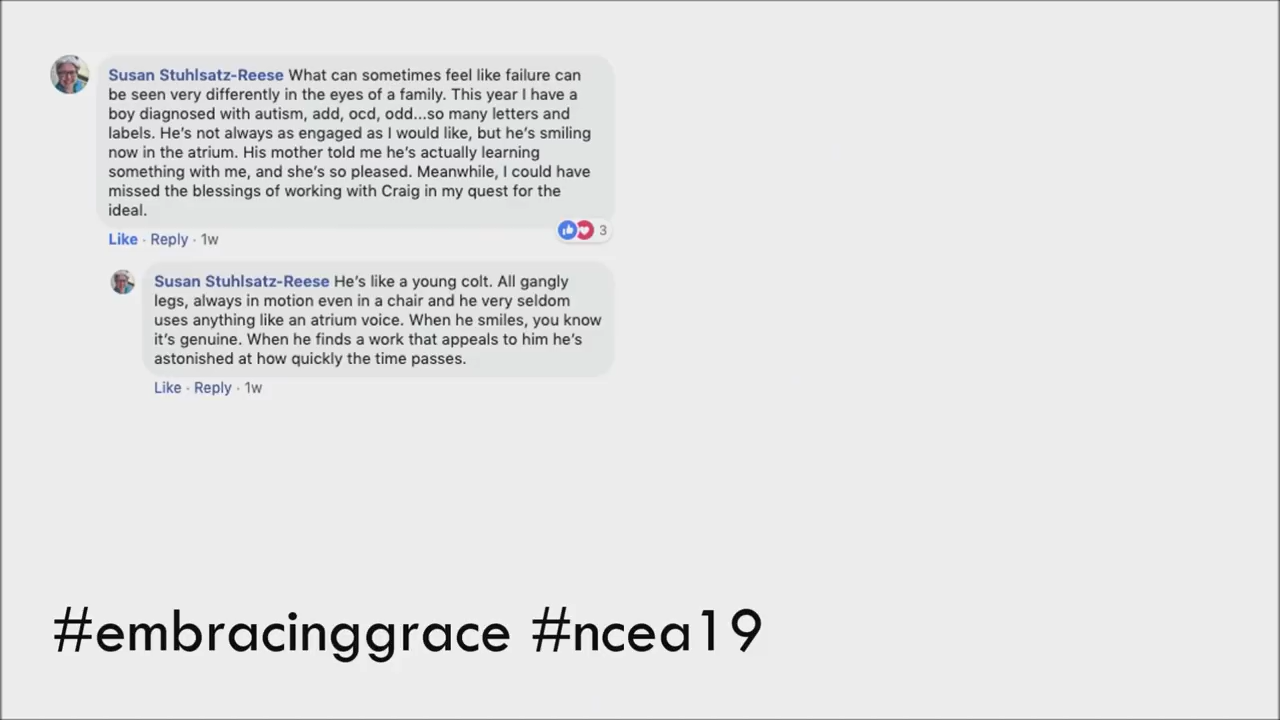 Susan Stuhlsatz-Reese What can sometimes feel like failure can
be seen very differently in the eyes of a family. This year I have a
boy diagnosed with autism, add, ocd, odd...so many letters and
labels. He's not always as engaged as I would like, but he's smiling
now in the atrium. His mother told me he's actually learning
something with me, and she's so pleased. Meanwhile, I could have
missed the blessings of working with Craig in my quest for the
ideal.
3
Like · Reply · 1w
Susan Stuhlsatz-Reese He's like a young colt. All gangly
legs, always in motion even in a chair and he very seldom
uses anything like an atrium voice. When he smiles, you know
it's genuine. When he finds a work that appeals to him he's
astonished at how quickly the time passes.
Like · Reply · 1w
#embracinggrace #ncea19